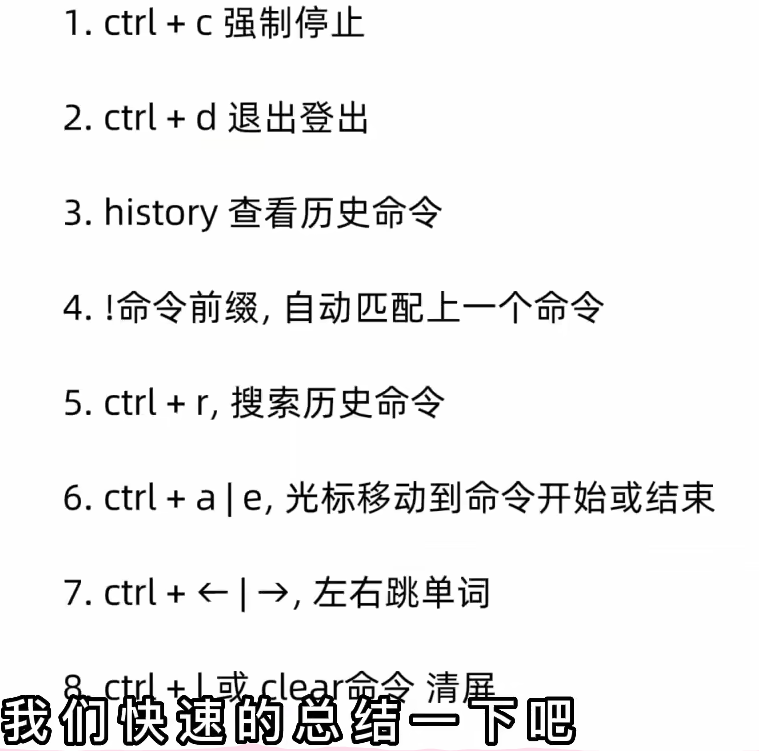 1. ctrl + c 强制停止
2. ctrl + d 退出登出
3. history 查看历史命令
4. !命令前缀, 自动匹配上一个命令
5. ctrl + r, 搜索历史命令
6. ctrl + a | e, 光标移动到命令开始或结束
7. ctrl + ← | →, 左右跳单词
8. ctrl + l 或 clear命令 清屏
我们快速的总结一下吧